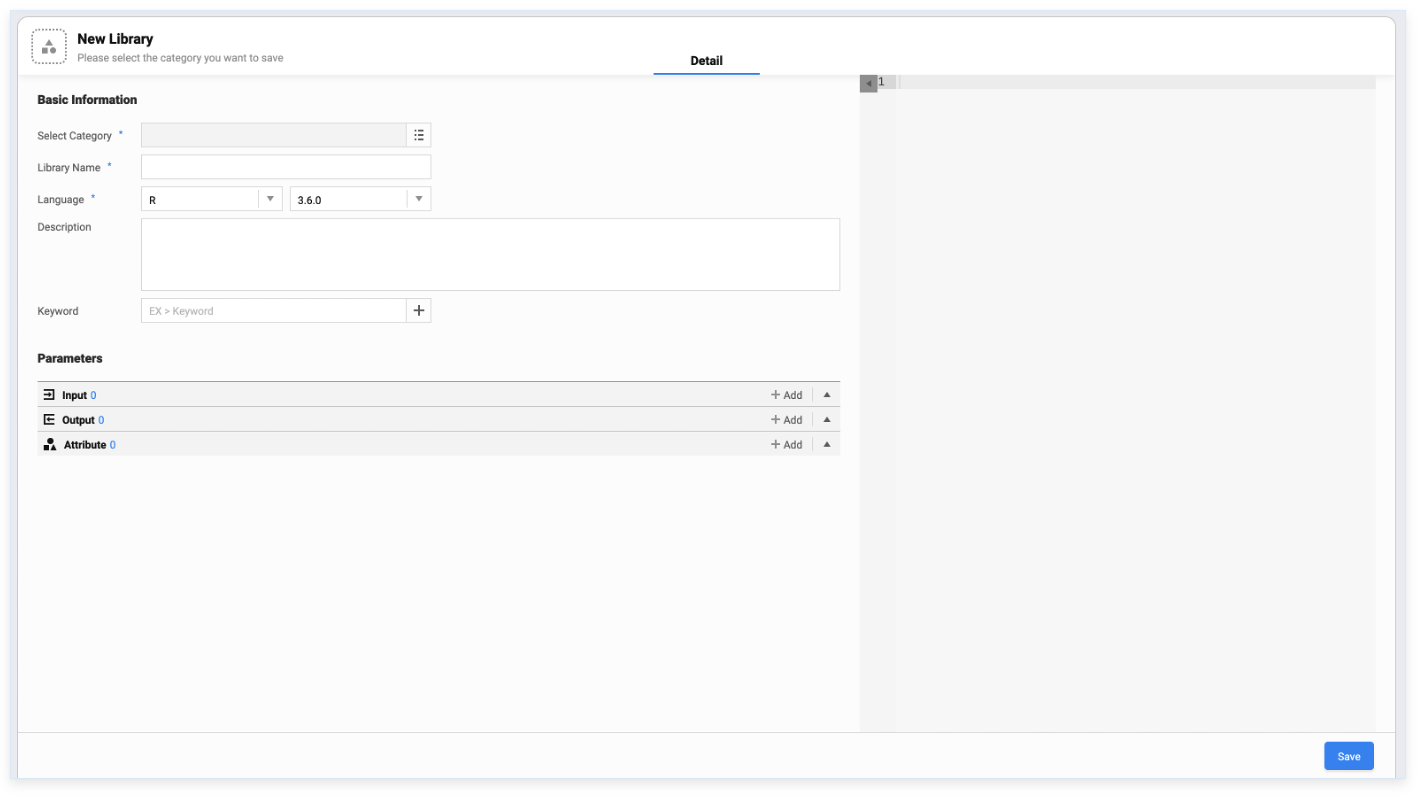 New Library
Please select the category you want to save
Detail
Basic Information
1
Select Category *
Library Name *
Language * R 3.6.0
Description
Keyword EX > Keyword
Parameters
Input 0 Add
Output 0 Add
Attribute 0 Add
Save